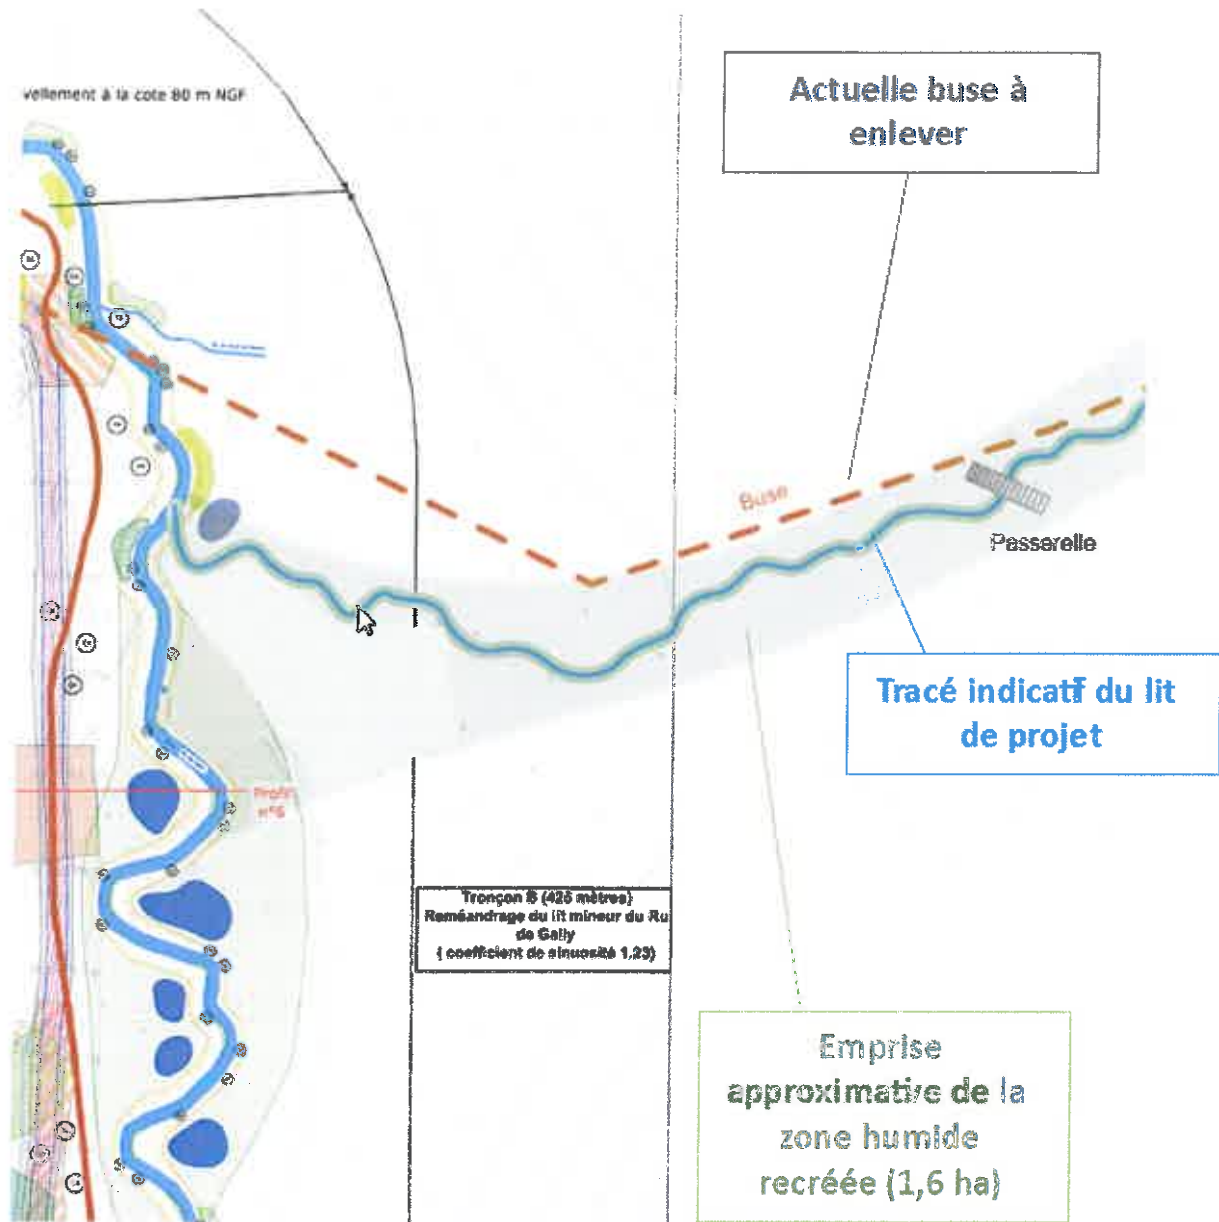 vellement à la cote 80 m NGF
Actuelle buse à
enlever
Buse
Passerelle
Tracé indicatif du lit
de projet
Profil
n°6
Tronçon B (425 mètres)
Reméandrage du lit mineur du Ru
de Gally
( coefficient de sinuosité 1,23)
Emprise
approximative de la
zone humide
recréée (1,6 ha)